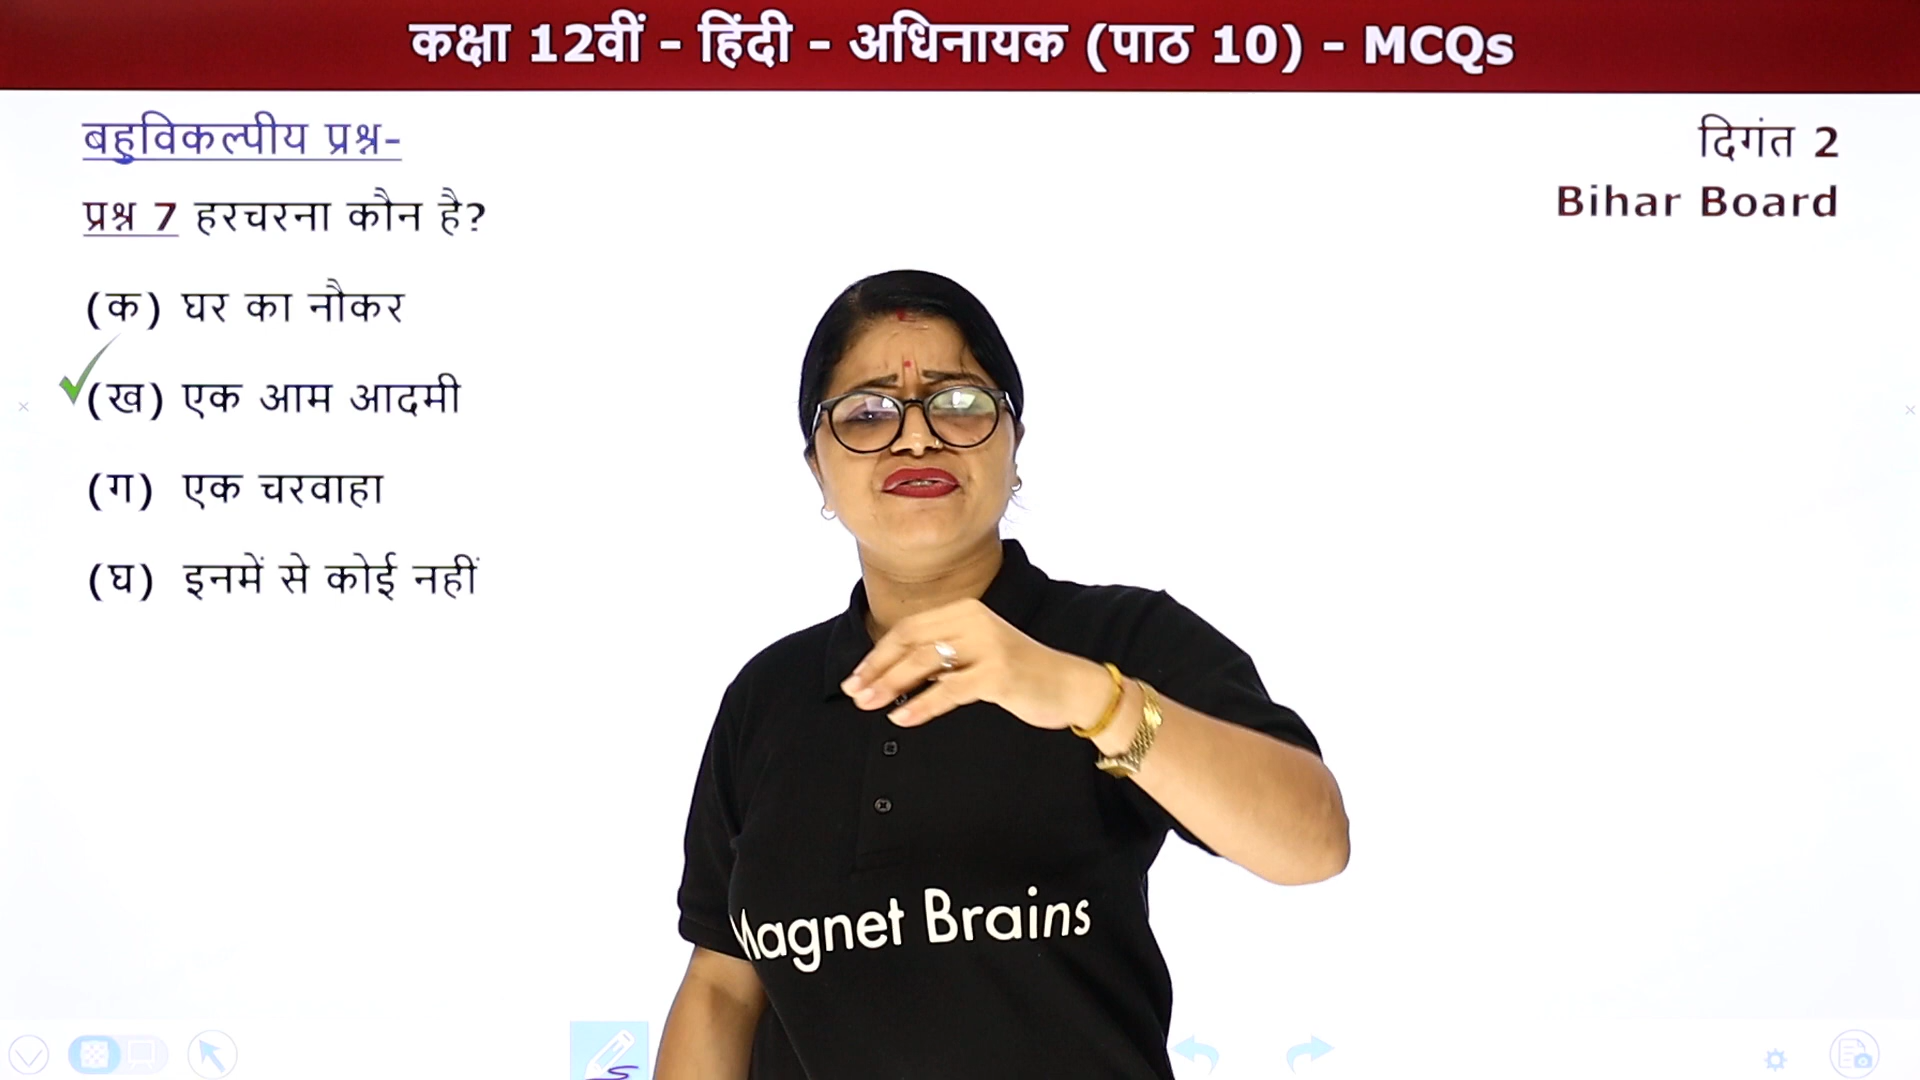 कक्षा 12वीं - हिंदी - अधिनायक (पाठ 10) - MCQs
बहुविकल्पीय प्रश्न-
दिगंत 2
Bihar Board
प्रश्न 7 हरचरना कौन है?
(क) घर का नौकर
(ख) एक आम आदमी
(ग) एक चरवाहा
(घ) इनमें से कोई नहीं
Magnet Brains